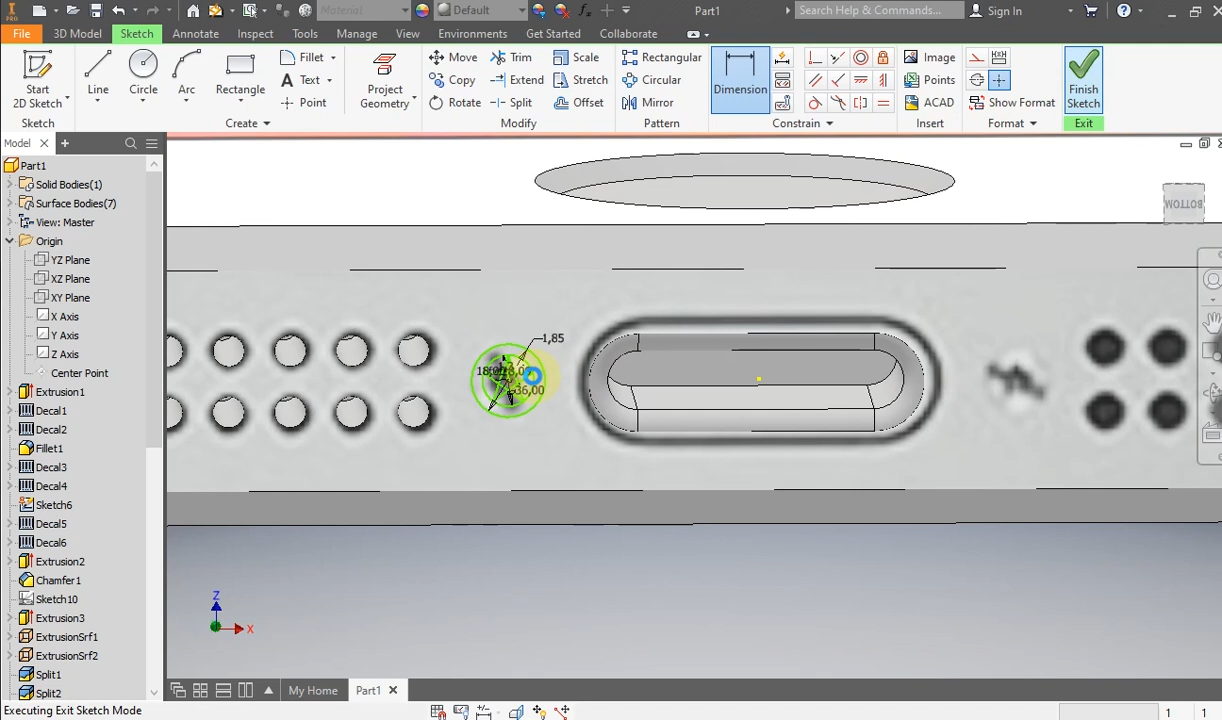 Material
Default
Part1
Search Help & Commands...
Sign In
PRO
File
3D Model
Sketch
Annotate
Inspect
Tools
Manage
View
Environments
Get Started
Collaborate
Start
2D Sketch
Line
Circle
Arc
Rectangle
Fillet
Text
Point
Project
Geometry
Move
Copy
Rotate
Trim
Extend
Split
Scale
Stretch
Offset
Rectangular
Circular
Mirror
Dimension
Image
Points
ACAD
Show Format
Finish
Sketch
Sketch
Create
Modify
Pattern
Constrain
Insert
Format
Exit
Model
Part1
Solid Bodies(1)
Surface Bodies(7)
View: Master
Origin
YZ Plane
XZ Plane
XY Plane
X Axis
Y Axis
Z Axis
Center Point
Extrusion1
Decal1
Decal2
Fillet1
Decal3
Decal4
Sketch6
Decal5
Decal6
Extrusion2
Chamfer1
Sketch10
Extrusion3
ExtrusionSrf1
ExtrusionSrf2
Split1
Split2
BOTTOM
1,85
36,00
Z
X
My Home
Part1
Executing Exit Sketch Mode
1
1